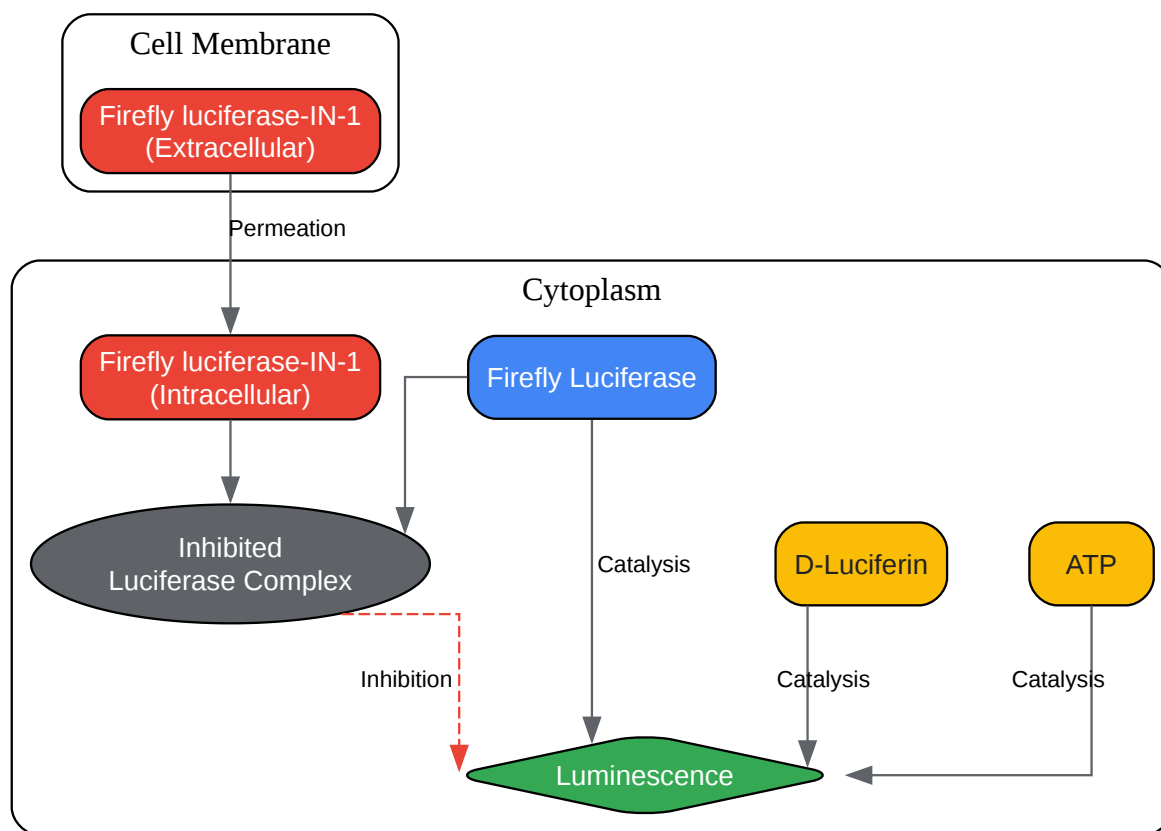 Cell Membrane
Firefly luciferase-IN-1
(Extracellular)
Permeation
Cytoplasm
Firefly luciferase-IN-1
(Intracellular)
Firefly Luciferase
Inhibited
Luciferase Complex
Catalysis
D-Luciferin
ATP
Inhibition
Catalysis
Catalysis
Luminescence